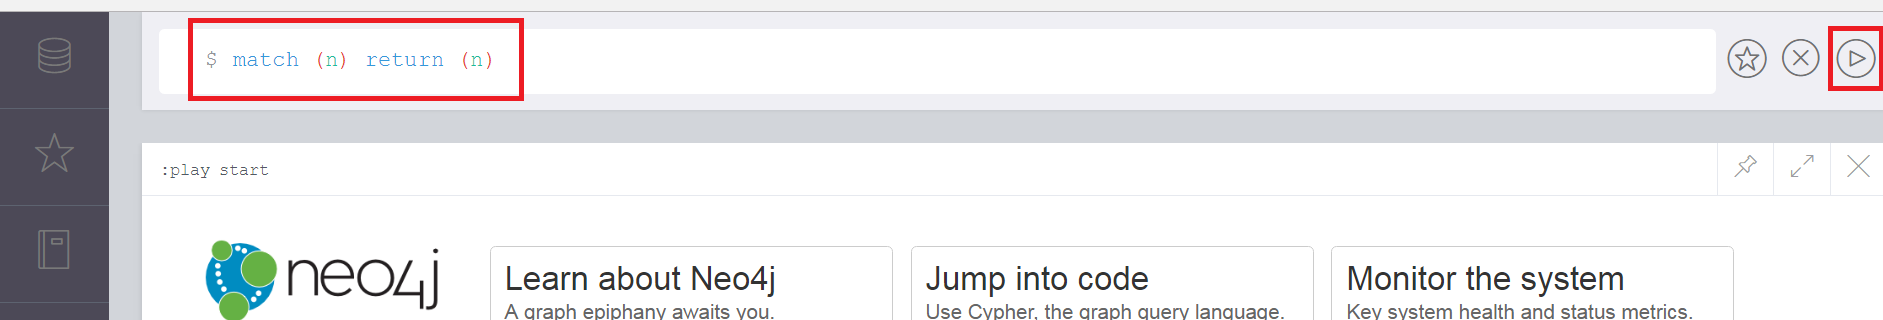 $ match (n) return (n)
:play start
neo4j
Learn about Neo4j
A graph epiphany awaits you.
Jump into code
Use Cypher, the graph query language.
Monitor the system
Key system health and status metrics.